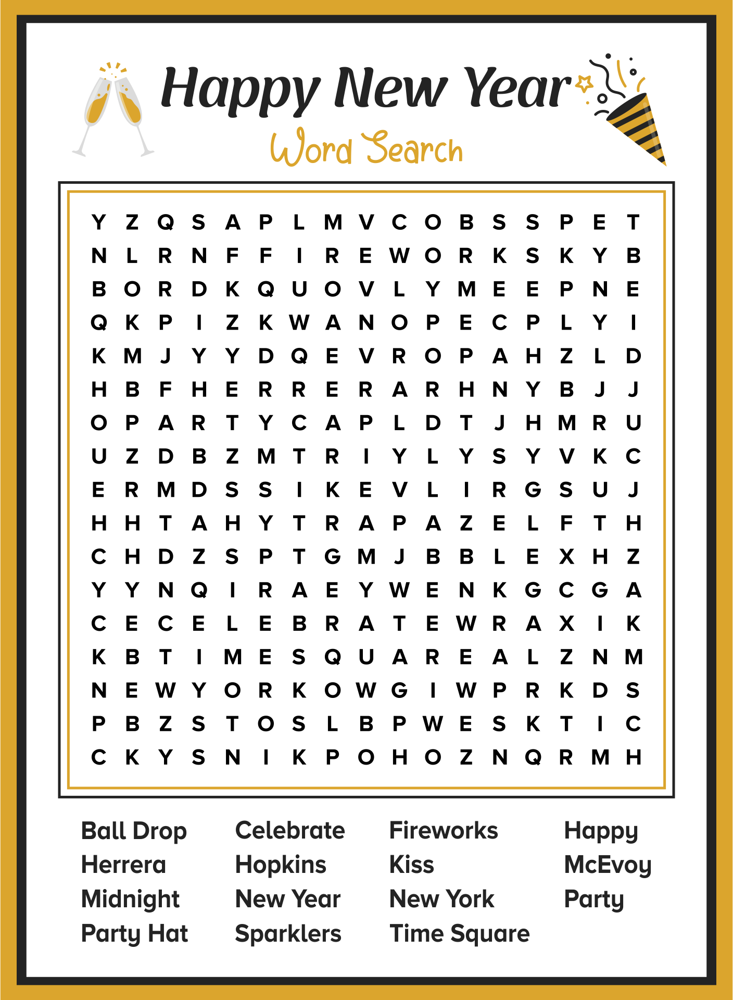 Happy New Year
Word Search
Y Z Q S A P L M V C O B S S P E T
N L R N F F I R E W O R K S K Y B
B O R D K Q U O V L Y M E E P N E
Q K P I Z K W A N O P E C P L Y I
K M J Y Y D Q E V R O P A H Z L D
H B F H E R R E R A R H N Y B J J
O P A R T Y C A P L D T J H M R U
U Z D B Z M T R I Y L Y S Y V K C
E R M D S S I K E V L I R G S U J
H H T A H Y T R A P A Z E L F T H
C H D Z S P T G M J B B L E X H Z
Y Y N Q I R A E Y W E N K G C G A
C E C E L E B R A T E W R A X I K
K B T I M E S Q U A R E A L Z N M
N E W Y O R K O W G I W P R K D S
P B Z S T O S L B P W E S K T I C
C K Y S N I K P O H O Z N Q R M H
Ball Drop Celebrate Fireworks Happy
Herrera Hopkins Kiss McEvoy
Midnight New Year New York Party
Party Hat Sparklers Time Square